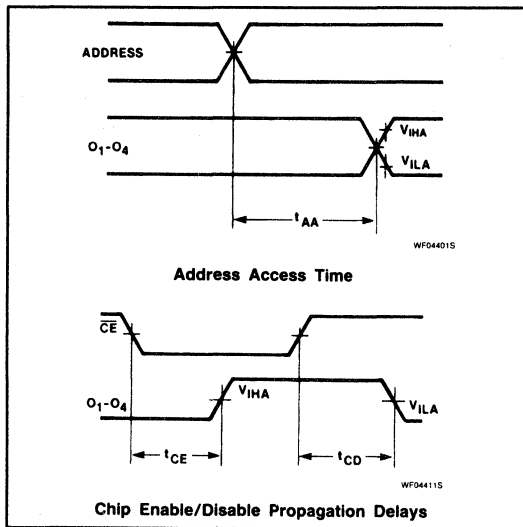 ADDRESS
VIHA
O1-O4
VILA
tAA
WF04401S
Address Access Time
CE
VIHA
O1-O4
VILA
tCE
tCD
WF04411S
Chip Enable/Disable Propagation Delays